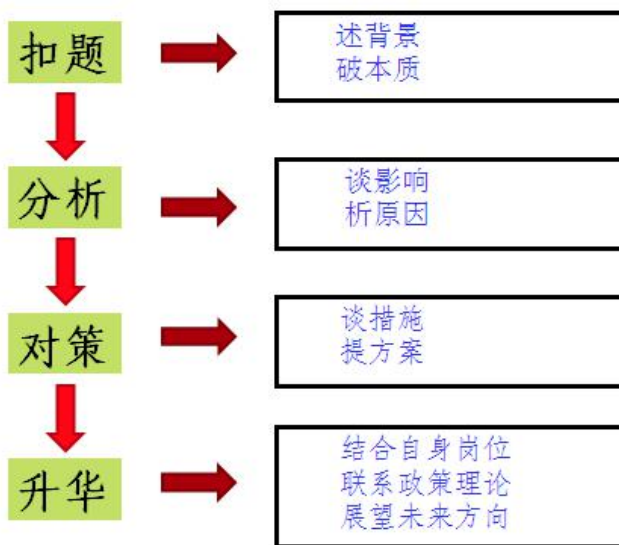 扣题
述背景
破本质
分析
谈影响
析原因
对策
谈措施
提方案
升华
结合自身岗位
联系政策理论
展望未来方向